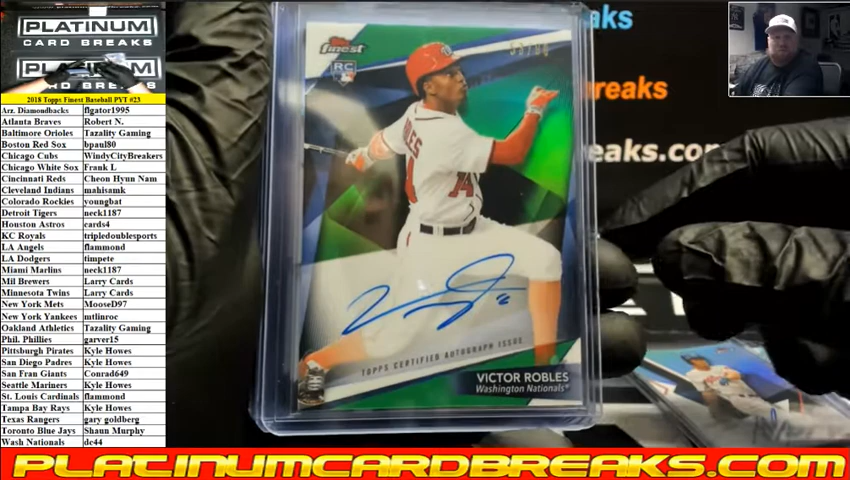 PLATINUM
CARD BREAKS
PLATINUM
2018 Topps Finest Baseball PYT #23
Arz. Diamondbacks flgator1995
Atlanta Braves Robert N.
Baltimore Orioles Tazality Gaming
Boston Red Sox bpaul80
Chicago Cubs WindyCityBreakers
Chicago White Sox Frank L
Cincinnati Reds Cheon Hyun Nam
Cleveland Indians mahisamk
Colorado Rockies youngbat
Detroit Tigers neck1187
Houston Astros cards4
KC Royals tripledoublesports
LA Angels flammond
LA Dodgers timpete
Miami Marlins neck1187
Mil Brewers Larry Cards
Minnesota Twins Larry Cards
New York Mets MooseD97
New York Yankees mtlinroc
Oakland Athletics Tazality Gaming
Phil. Phillies garver15
Pittsburgh Pirates Kyle Howes
San Diego Padres Kyle Howes
San Fran Giants Conrad649
Seattle Mariners Kyle Howes
St. Louis Cardinals flammond
Tampa Bay Rays Kyle Howes
Texas Rangers gary goldberg
Toronto Blue Jays Shaun Murphy
Wash Nationals dc44
Topps
finest
RC
TOPPS CERTIFIED AUTOGRAPH ISSUE
VICTOR ROBLES
Washington Nationals®
s
reaks
eaks.com
PLATINUMCARDBREAKS.COM